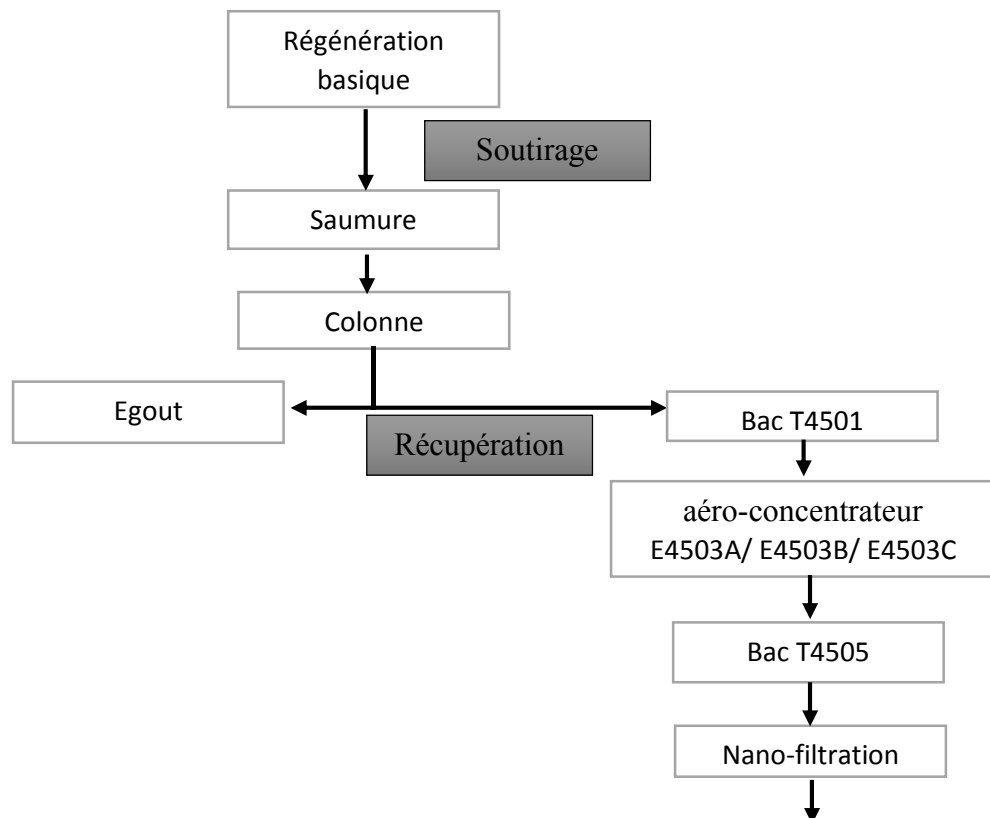 Régénération
basique
Soutirage
Saumure
Colonne
Egout
Récupération
Bac T4501
aéro-concentrateur
E4503A/ E4503B/ E4503C
Bac T4505
Nano-filtration